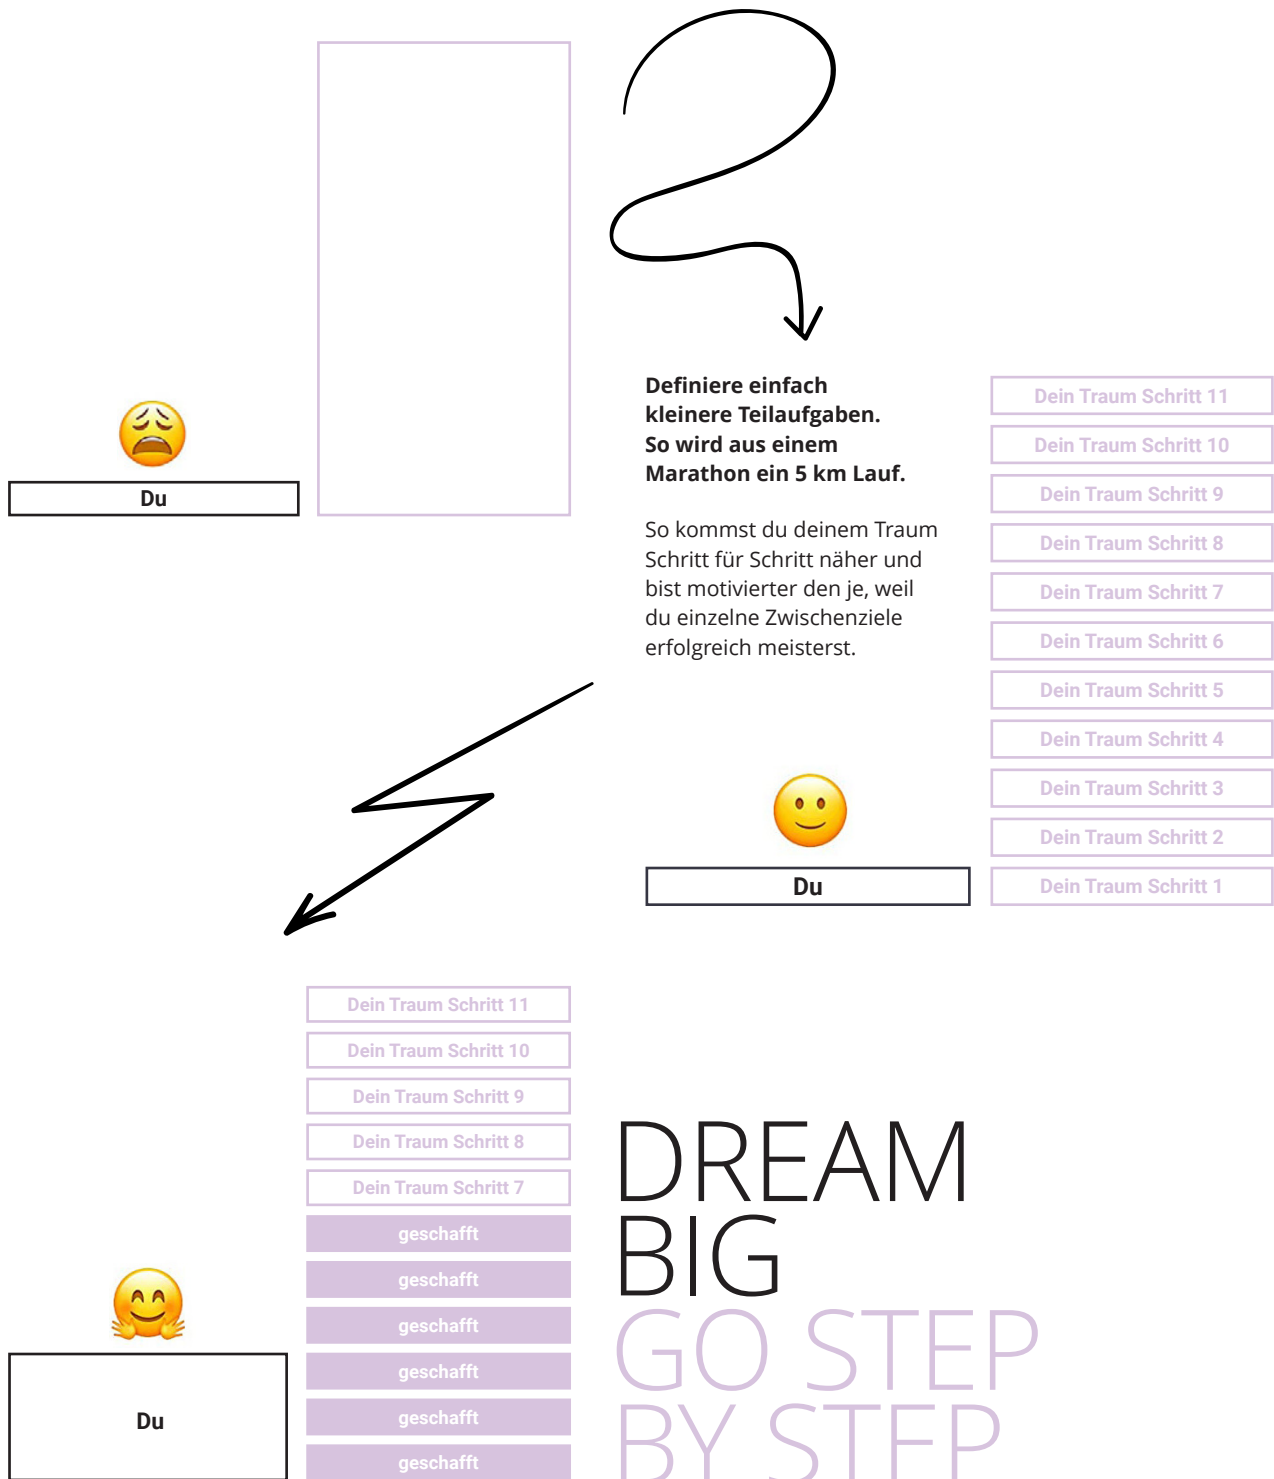 Du
Definiere einfach
kleinere Teilaufgaben.
So wird aus einem
Marathon ein 5 km Lauf.
So kommst du deinem Traum
Schritt für Schritt näher und
bist motivierter den je, weil
du einzelne Zwischenziele
erfolgreich meisterst.
Du
Dein Traum Schritt 11
Dein Traum Schritt 10
Dein Traum Schritt 9
Dein Traum Schritt 8
Dein Traum Schritt 7
Dein Traum Schritt 6
Dein Traum Schritt 5
Dein Traum Schritt 4
Dein Traum Schritt 3
Dein Traum Schritt 2
Dein Traum Schritt 1
Du
Dein Traum Schritt 11
Dein Traum Schritt 10
Dein Traum Schritt 9
Dein Traum Schritt 8
Dein Traum Schritt 7
geschafft
geschafft
geschafft
geschafft
geschafft
geschafft
DREAM
BIG
GO STEP
BY STEP